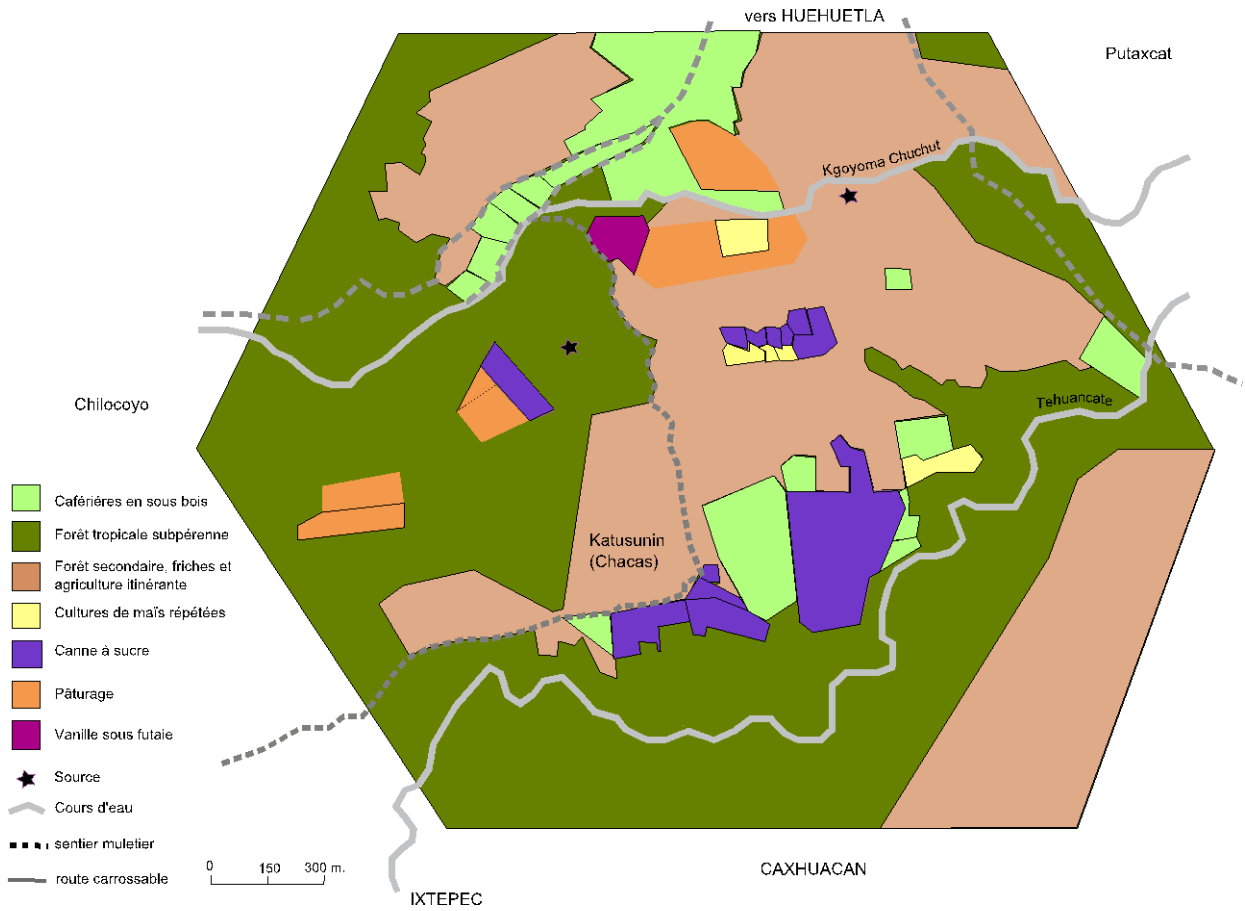 vers HUEHUETLA
Putaxcat
Kgoyoma Chuchut
Chilocoyo
Tehuancate
Katusunin
(Chacas)
Caférières en sous bois
Forêt tropicale subpérenne
Forêt secondaire, friches et
agriculture itinérante
Cultures de maïs répétées
Canne à sucre
Pâturage
Vanille sous futaie
Source
Cours d'eau
sentier muletier
route carrossable
0 150 300 m.
CAXHUACAN
IXTEPEC